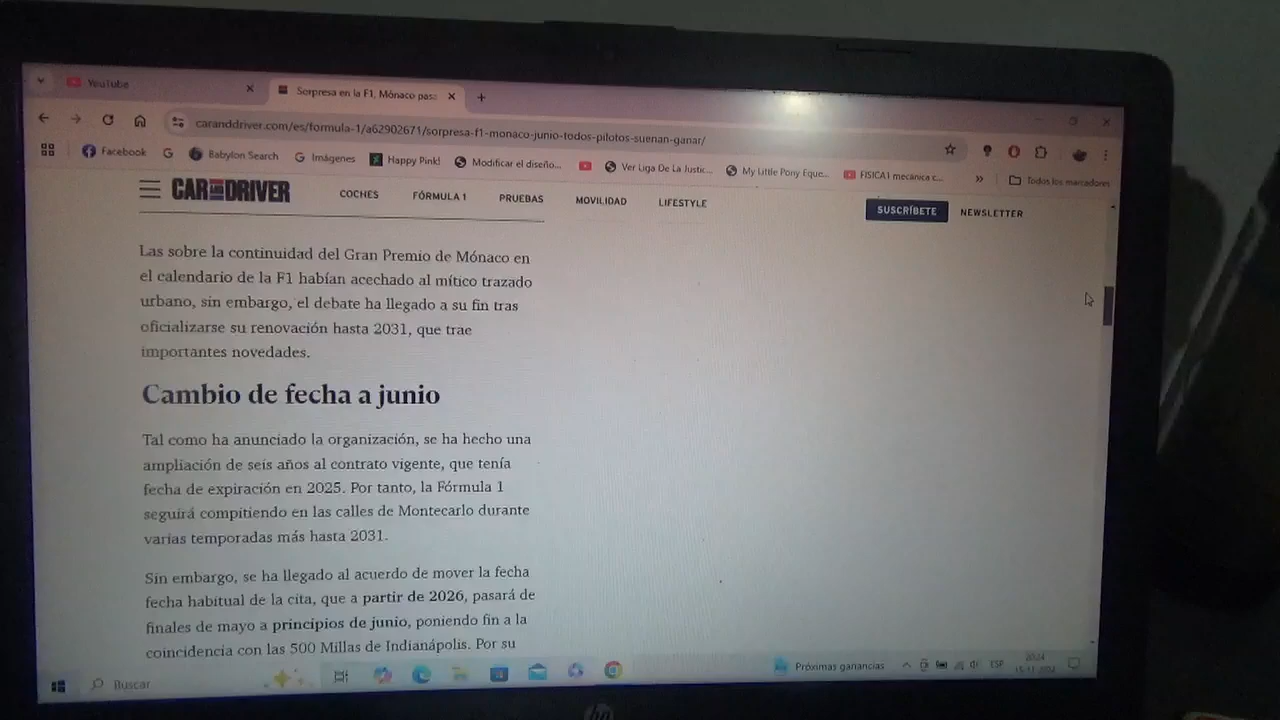 YouTube
Sorpresa en la F1, Mónaco pasa
caranddriver.com/es/formula-1/a62902671/sorpresa-f1-monaco-junio-todos-pilotos-suenan-ganar/
Facebook
Babylon Search
Imágenes
Happy Pink!
Modificar el diseño...
Ver Liga De La Justic...
My Little Pony Eque...
FISICA1 mecánica c...
»
Todos los marcadores
CAR AND DRIVER
COCHES
FÓRMULA 1
PRUEBAS
MOVILIDAD
LIFESTYLE
SUSCRÍBETE
NEWSLETTER
Las sobre la continuidad del Gran Premio de Mónaco en
el calendario de la F1 habían acechado al mítico trazado
urbano, sin embargo, el debate ha llegado a su fin tras
oficializarse su renovación hasta 2031, que trae
importantes novedades.
Cambio de fecha a junio
Tal como ha anunciado la organización, se ha hecho una
ampliación de seis años al contrato vigente, que tenía
fecha de expiración en 2025. Por tanto, la Fórmula 1
seguirá compitiendo en las calles de Montecarlo durante
varias temporadas más hasta 2031.
Sin embargo, se ha llegado al acuerdo de mover la fecha
fecha habitual de la cita, que a partir de 2026, pasará de
finales de mayo a principios de junio, poniendo fin a la
coincidencia con las 500 Millas de Indianápolis. Por su
Buscar
Próximas ganancias
ESP
20:24
hp